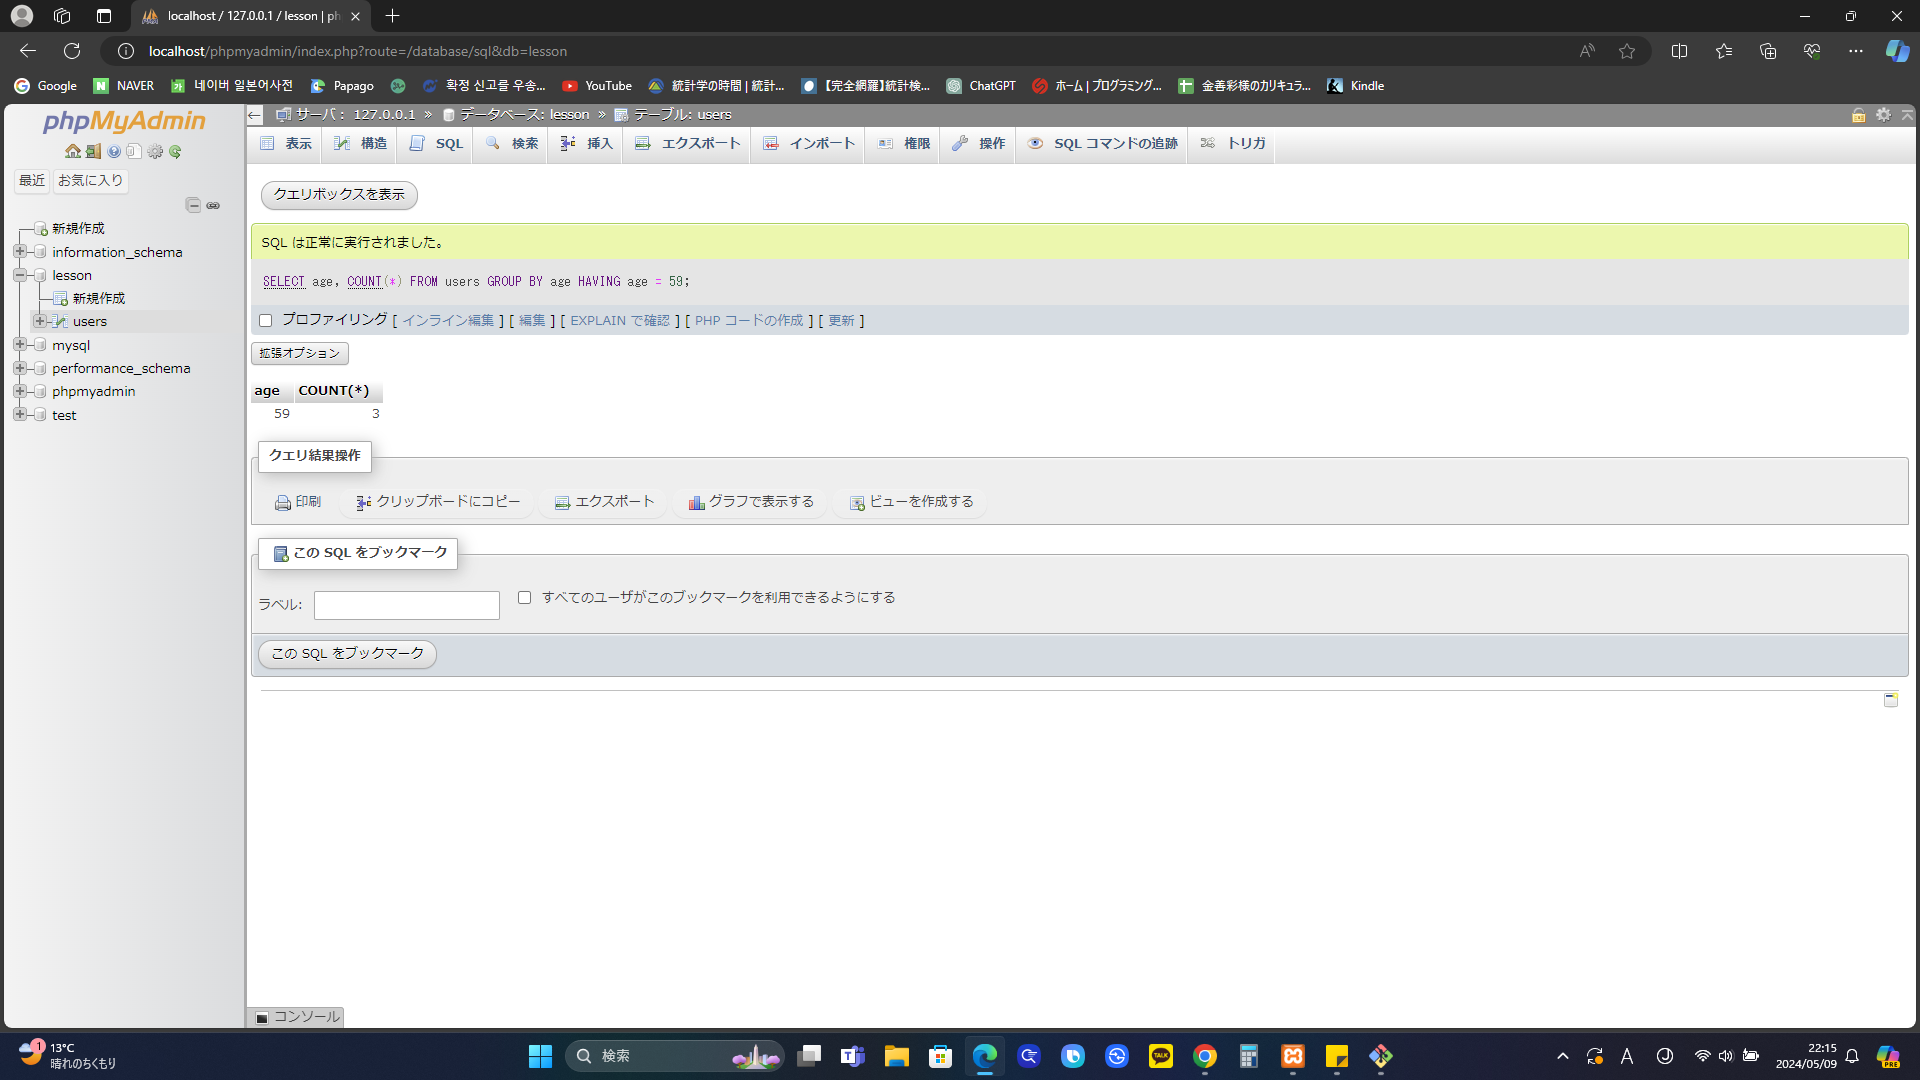 localhost / 127.0.0.1 / lesson | ph
localhost/phpmyadmin/index.php?route=/database/sql&db=lesson
Google NAVER 네이버 일본어사전 Papago 확정 신고를 우송... YouTube 統計学の時間 | 統計... 【完全網羅】統計検... ChatGPT ホーム | プログラミング... 金善彩様のカリキュラ... Kindle
phpMyAdmin
最近 お気に入り
新規作成
information_schema
lesson
新規作成
users
mysql
performance_schema
phpmyadmin
test
サーバ: 127.0.0.1 » データベース: lesson » テーブル: users
表示 構造 SQL 検索 挿入 エクスポート インポート 権限 操作 SQL コマンドの追跡 トリガ
クエリボックスを表示
SQL は正常に実行されました。
SELECT age, COUNT(*) FROM users GROUP BY age HAVING age = 59;
プロファイリング [ インライン編集 ] [ 編集 ] [ EXPLAIN で確認 ] [ PHP コードの作成 ] [ 更新 ]
拡張オプション
age COUNT(*)
59 3
クエリ結果操作
印刷 クリップボードにコピー エクスポート グラフで表示する ビューを作成する
この SQL をブックマーク
ラベル: すべてのユーザがこのブックマークを利用できるようにする
この SQL をブックマーク
コンソール
1
13°C
晴れのちくもり
検索
TALK
A
22:15
2024/05/09
PRE